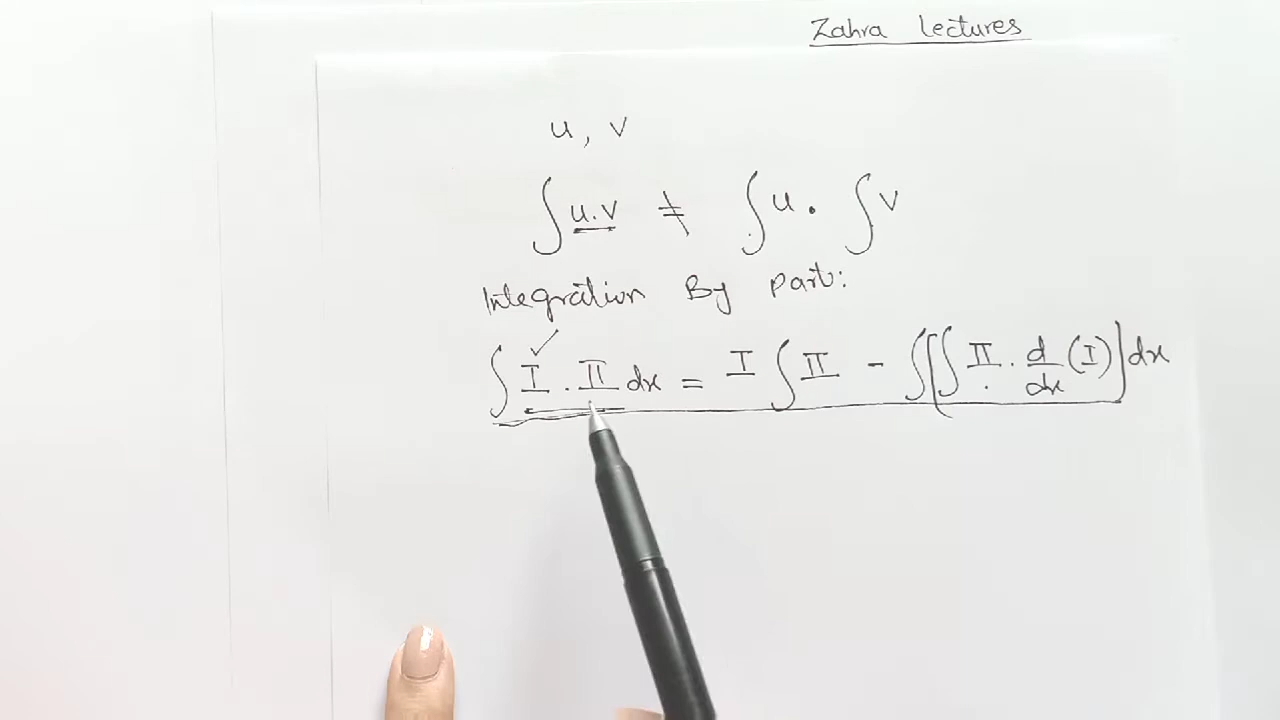 Zahra lectures
u, v
∫u.v ≠ ∫u . ∫v
Integration By Part:
∫ I . II dx = I ∫ II - ∫[∫ II . d/dx (I)] dx